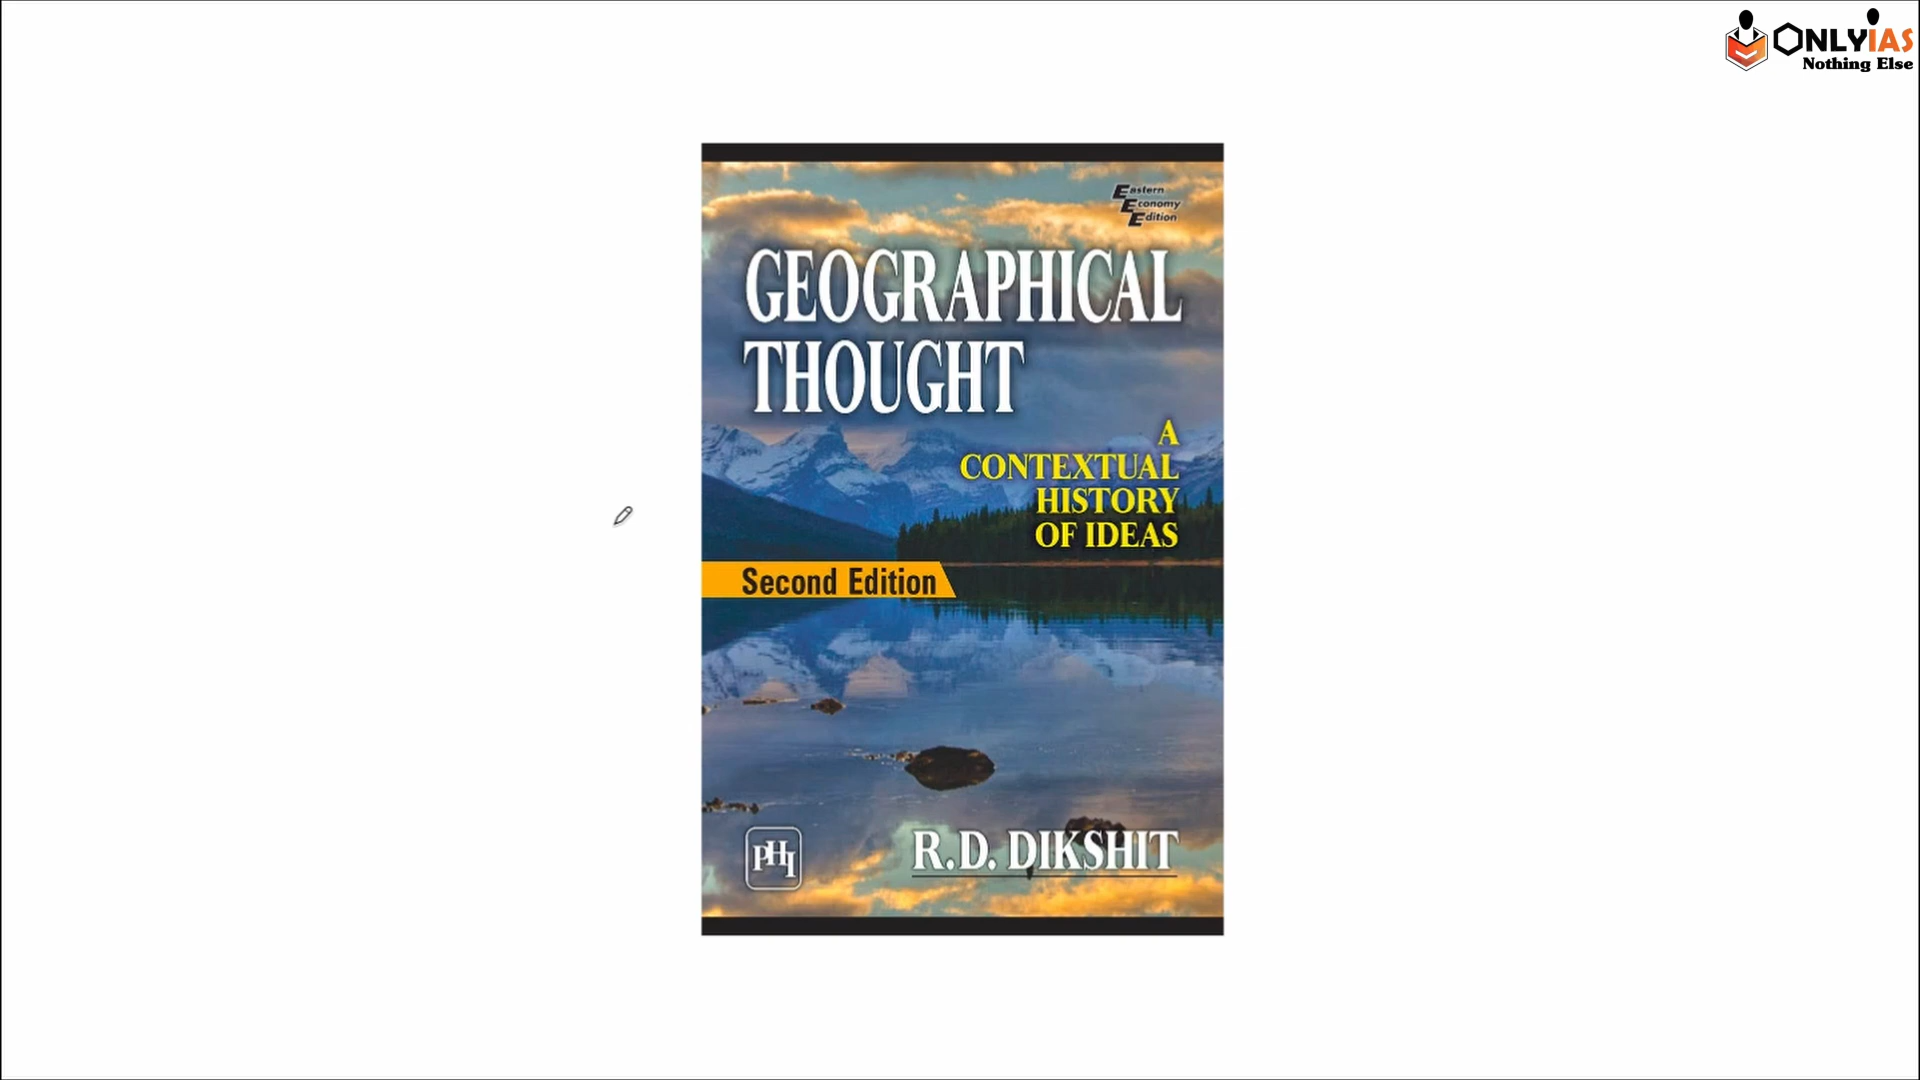 ONLYIAS
Nothing Else
Eastern
Economy
Edition
GEOGRAPHICAL
THOUGHT
A
CONTEXTUAL
HISTORY
OF IDEAS
Second Edition
PHI
R.D. DIKSHIT